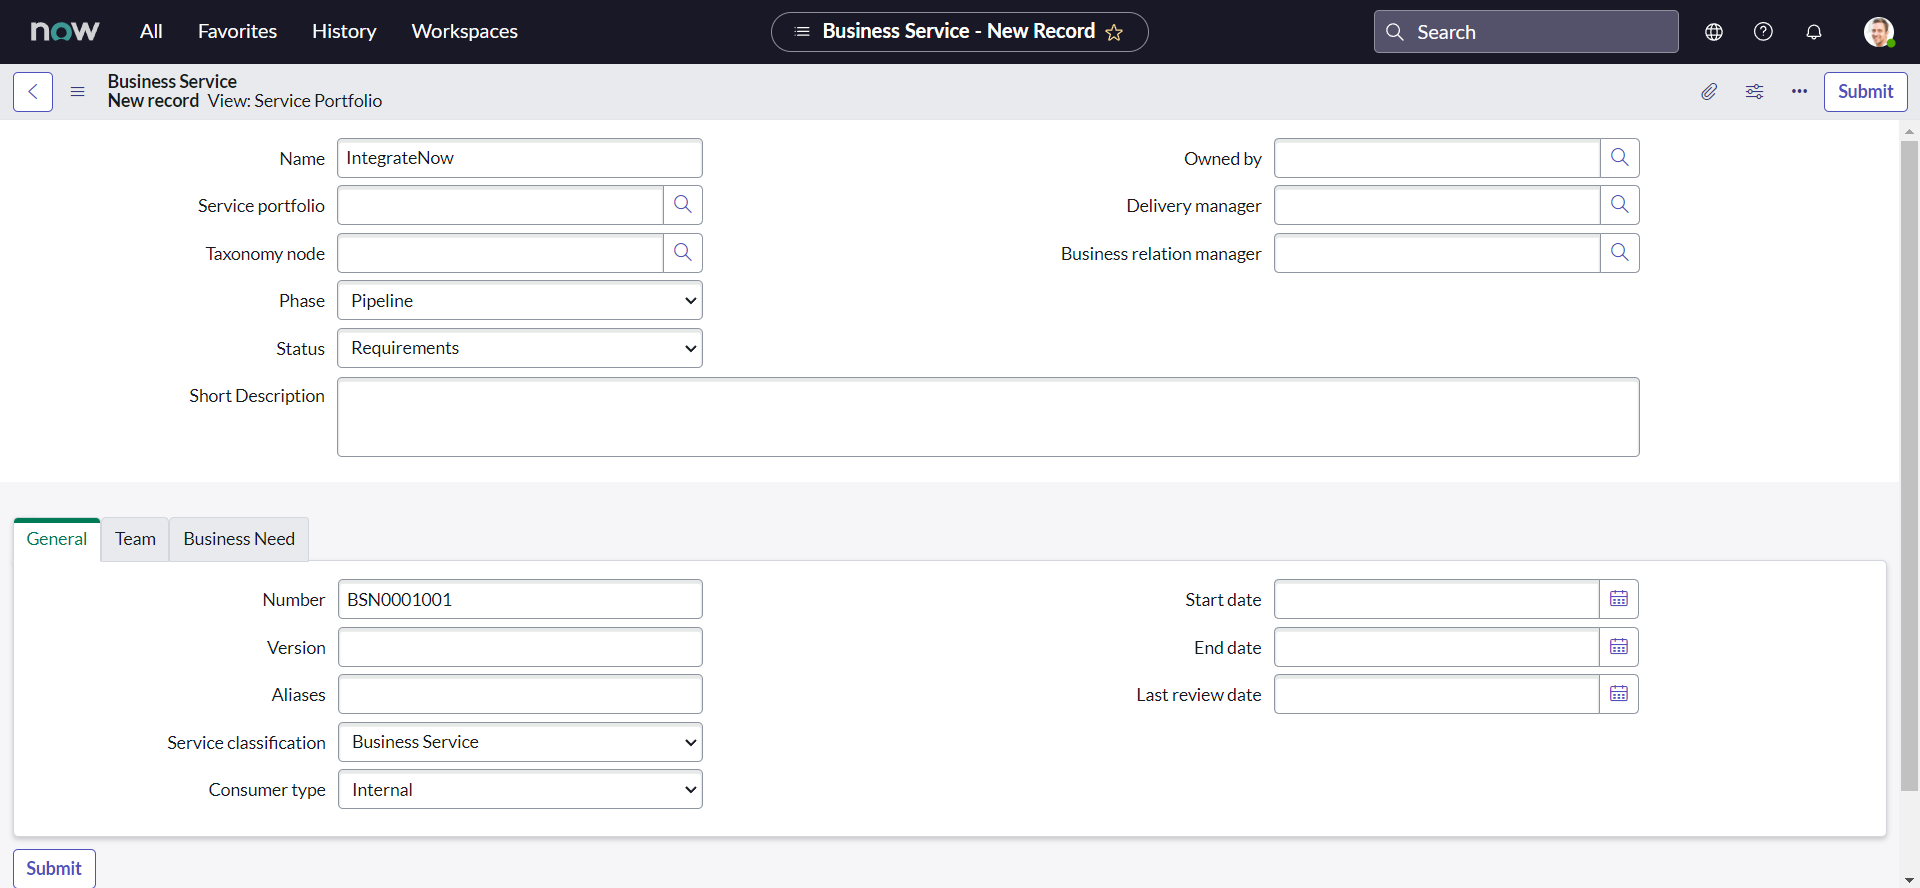 now
All
Favorites
History
Workspaces
Business Service - New Record
Search
Business Service
New record View: Service Portfolio
Submit
Name
IntegrateNow
Owned by
Service portfolio
Delivery manager
Taxonomy node
Business relation manager
Phase
Pipeline
Status
Requirements
Short Description
General
Team
Business Need
Number
BSN0001001
Start date
Version
End date
Aliases
Last review date
Service classification
Business Service
Consumer type
Internal
Submit